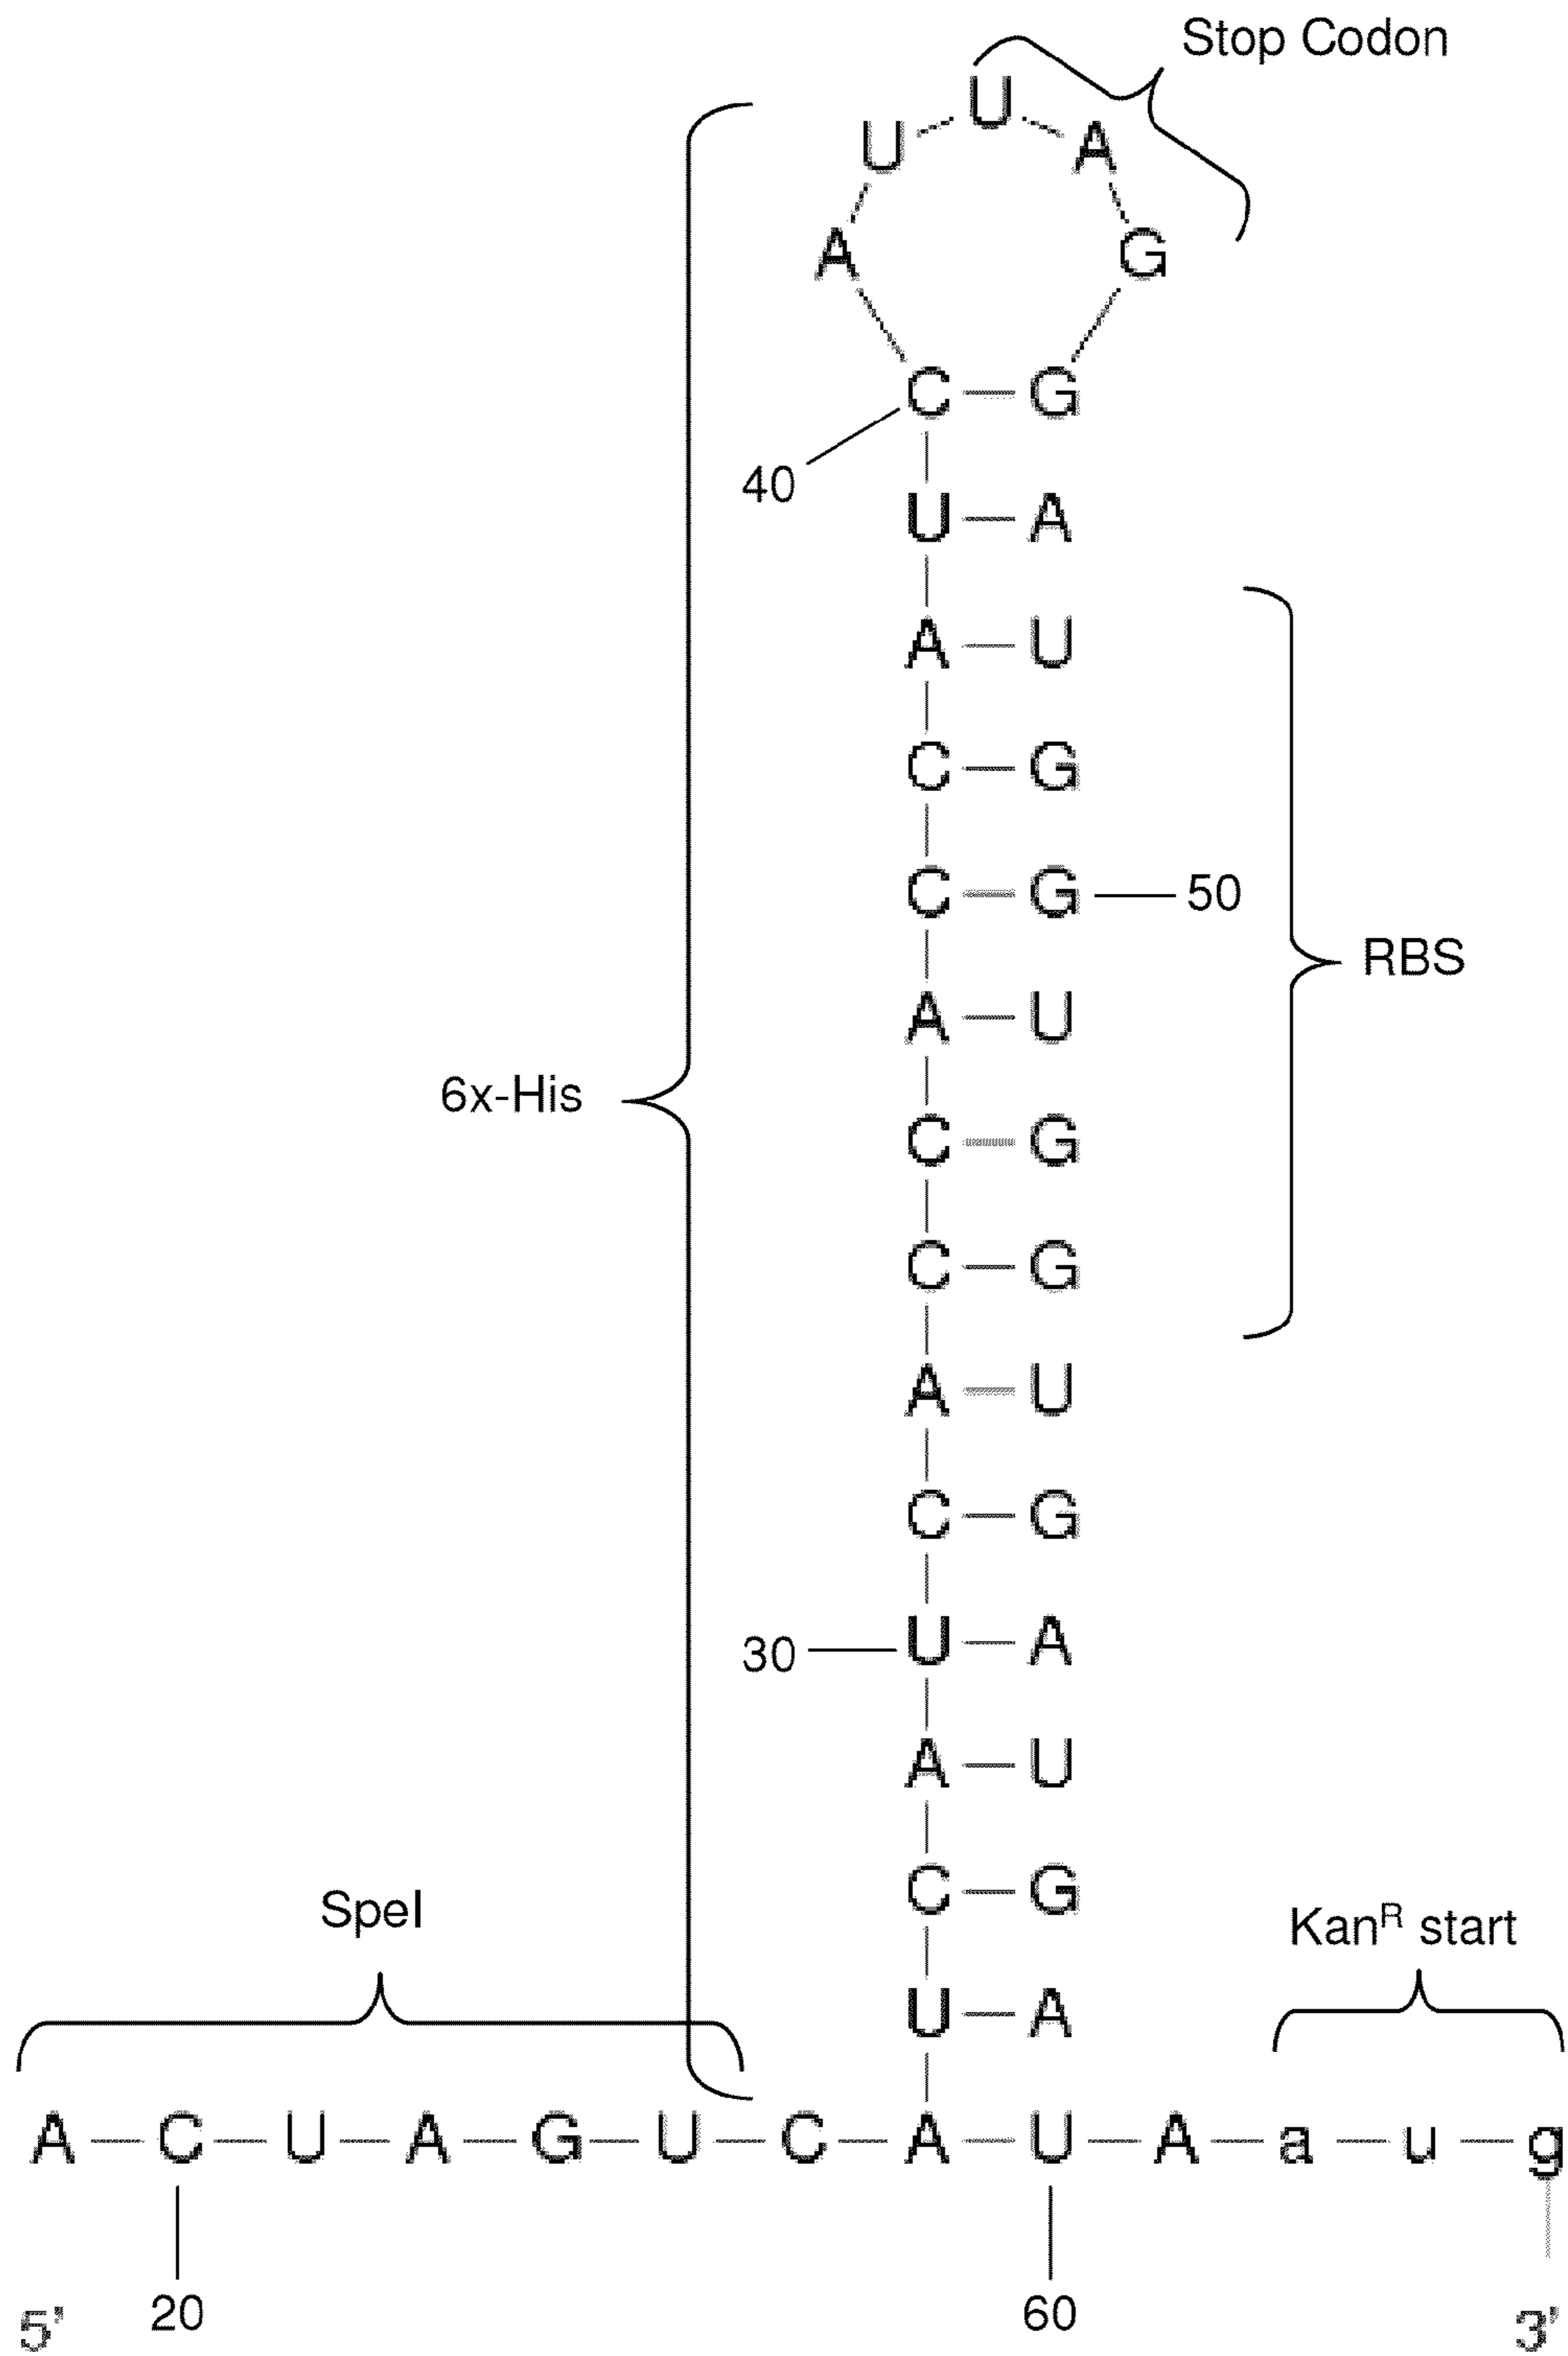 Stop Codon
U U A
A G
C G
40
U A
A U
C G
C G 50
RBS
A U
6x-His
C G
C G
A U
C G
30 U A
A U
C G
SpeI
KanR start
U A
A C U A G U C A U A a u g
20 60
5' 3'